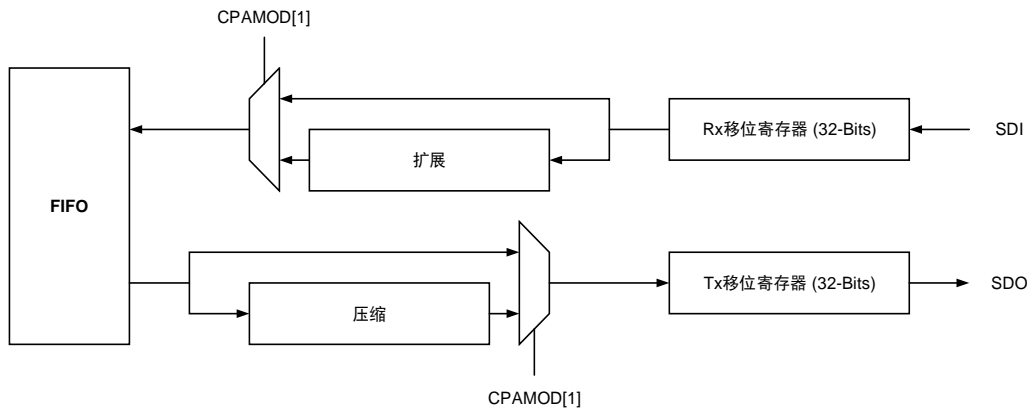 CPAMOD[1]
Rx移位寄存器 (32-Bits)
SDI
扩展
FIFO
Tx移位寄存器 (32-Bits)
SDO
压缩
CPAMOD[1]